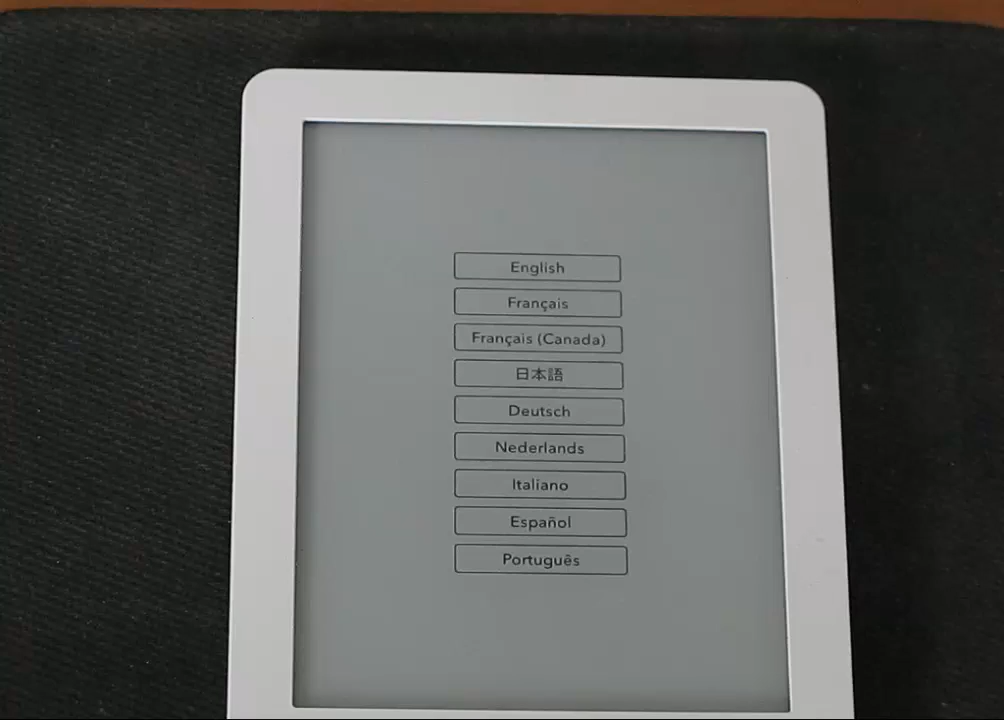 English
Français
Français (Canada)
日本語
Deutsch
Nederlands
Italiano
Español
Português